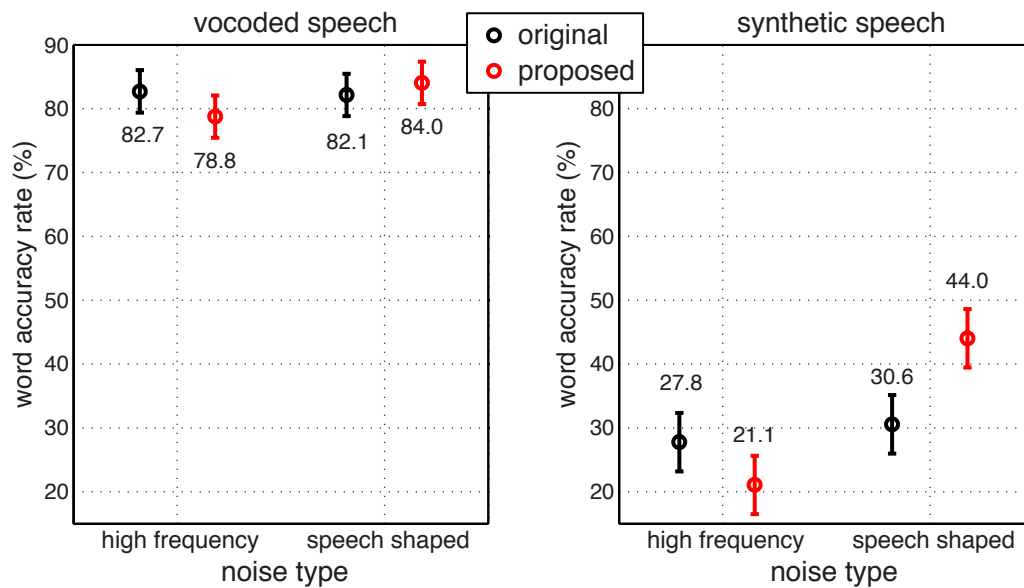 vocoded speech
original
proposed
synthetic speech
word accuracy rate (%)
90
80
70
60
50
40
30
20
82.7
78.8
82.1
84.0
high frequency
speech shaped
noise type
word accuracy rate (%)
80
70
60
50
40
30
20
27.8
21.1
30.6
44.0
high frequency
speech shaped
noise type